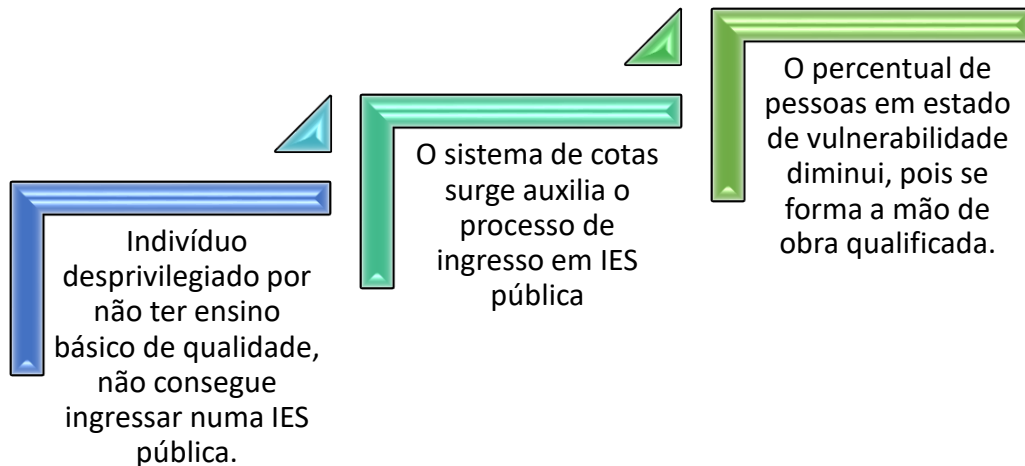 Indivíduo
desprivilegiado por
não ter ensino
básico de qualidade,
não consegue
ingressar numa IES
pública.
O sistema de cotas
surge auxilia o
processo de
ingresso em IES
pública
O percentual de
pessoas em estado
de vulnerabilidade
diminui, pois se
forma a mão de
obra qualificada.